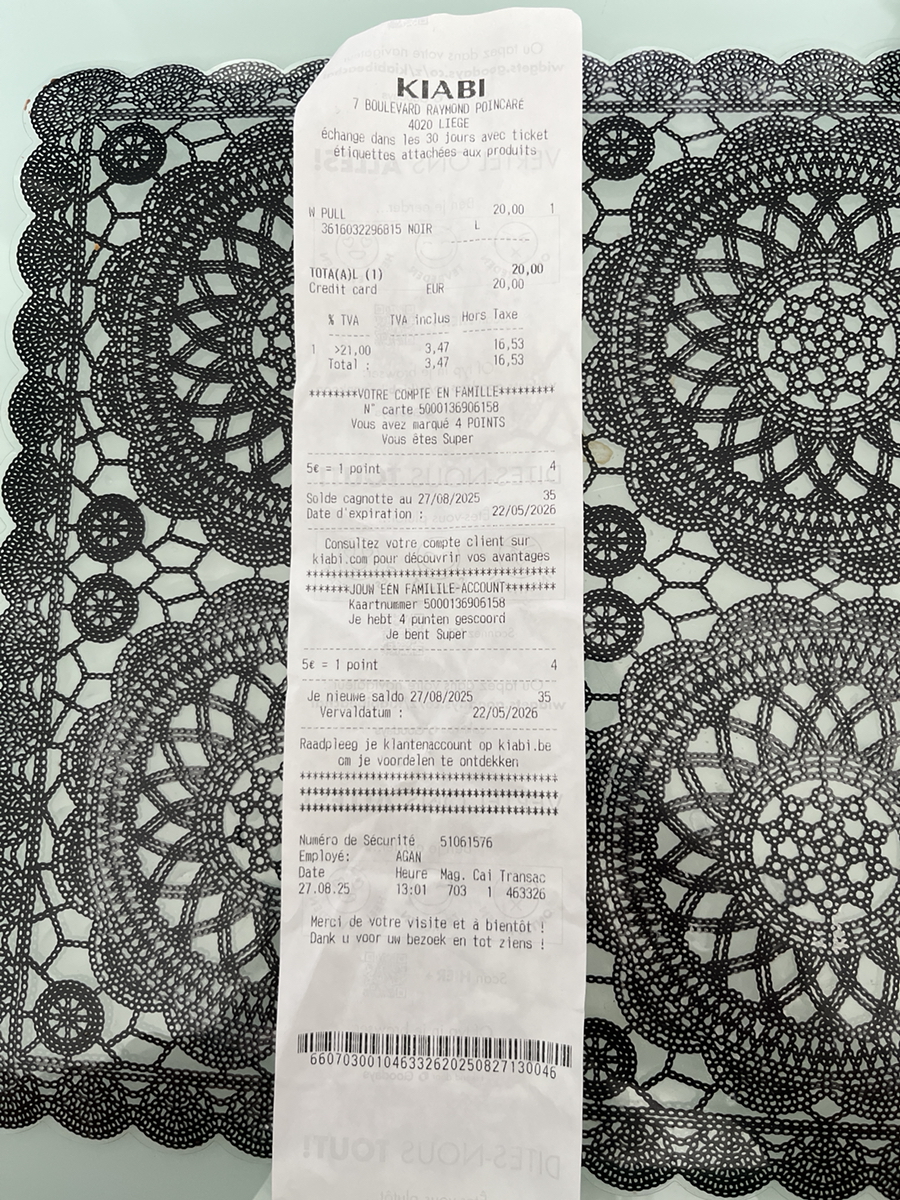 KIABI
7 BOULEVARD RAYMOND POINCARE
4020 LIEGE
échange dans les 30 jours avec ticket
étiquettes attachées aux produits
W PULL 20,00 1
3616032296815 NOIR L
TOTA(A)L (1) 20,00
Credit card EUR 20,00
% TVA TVA inclus Hors Taxe
1 >21,00 3,47 16,53
Total : 3,47 16,53
********VOTRE COMPTE EN FAMILLE*********
N° carte 5000136906158
Vous avez marqué 4 POINTS
Vous êtes Super
5€ = 1 point 4
Solde cagnotte au 27/08/2025 35
Date d'expiration : 22/05/2026
Consultez votre compte client sur
kiabi.com pour découvrir vos avantages
****************************************
*******JOUW EEN FAMILILE-ACCOUNT********
Kaartnummer 5000136906158
Je hebt 4 punten gescoord
Je bent Super
5€ = 1 point 4
Je nieuwe saldo 27/08/2025 35
Vervaldatum : 22/05/2026
Raadpleeg je klantenaccount op kiabi.be
om je voordelen te ontdekken
****************************************
****************************************
****************************************
Numéro de Sécurité 51061576
Employé: AGAN
Date Heure Mag. Cai Transac
27.08.25 13:01 703 1 463326
Merci de votre visite et à bientôt !
Dank u voor uw bezoek en tot ziens !
660703001046332620250827130046